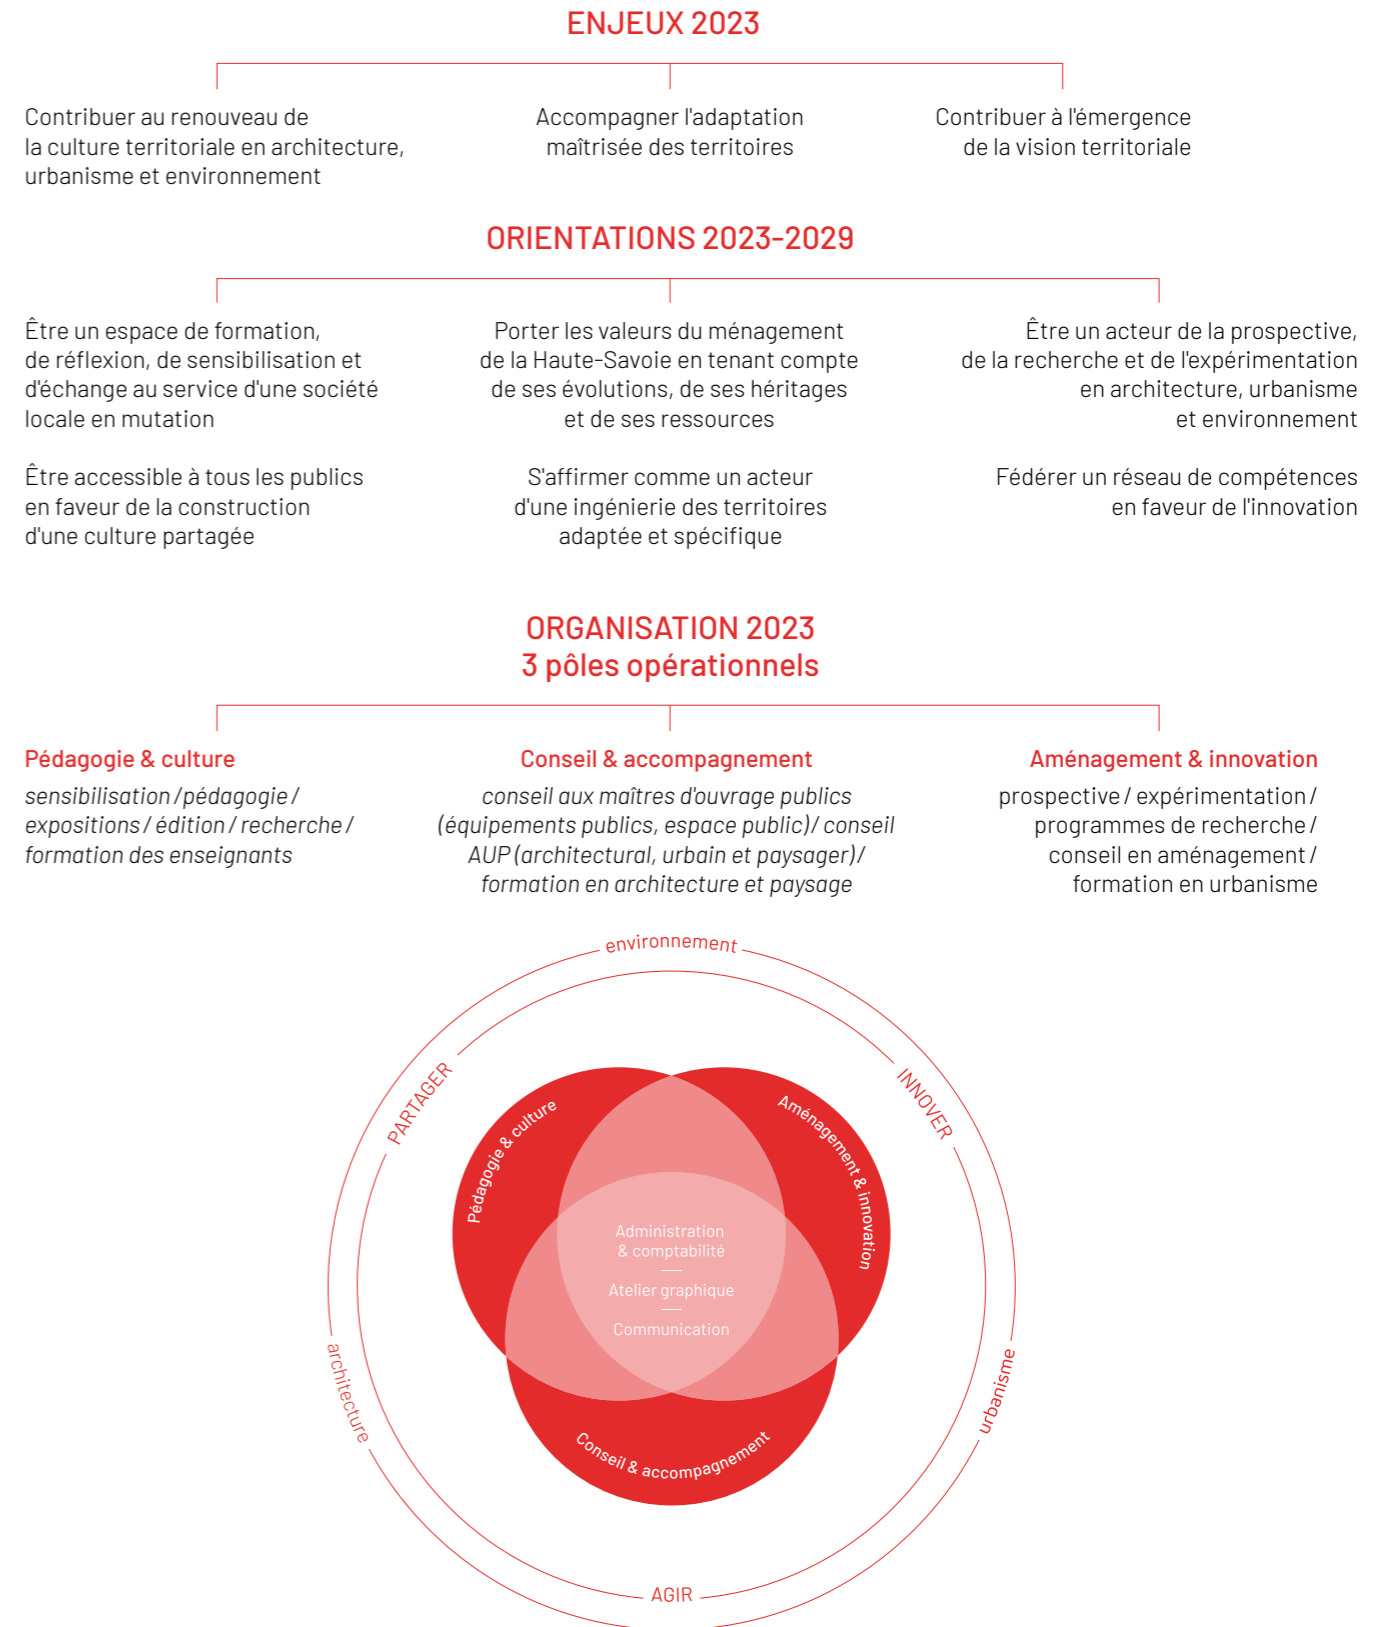 ENJEUX 2023
Contribuer au renouveau de
la culture territoriale en architecture,
urbanisme et environnement
Accompagner l'adaptation
maîtrisée des territoires
Contribuer à l'émergence
de la vision territoriale
ORIENTATIONS 2023-2029
Être un espace de formation,
de réflexion, de sensibilisation et
d'échange au service d'une société
locale en mutation
Être accessible à tous les publics
en faveur de la construction
d'une culture partagée
Porter les valeurs du ménagement
de la Haute-Savoie en tenant compte
de ses évolutions, de ses héritages
et de ses ressources
S'affirmer comme un acteur
d'une ingénierie des territoires
adaptée et spécifique
Être un acteur de la prospective,
de la recherche et de l'expérimentation
en architecture, urbanisme
et environnement
Fédérer un réseau de compétences
en faveur de l'innovation
ORGANISATION 2023
3 pôles opérationnels
Pédagogie & culture
sensibilisation / pédagogie /
expositions / édition / recherche /
formation des enseignants
Conseil & accompagnement
conseil aux maîtres d'ouvrage publics
(équipements publics, espace public) / conseil
AUP (architectural, urbain et paysager) /
formation en architecture et paysage
Aménagement & innovation
prospective / expérimentation /
programmes de recherche /
conseil en aménagement /
formation en urbanisme
environnement
PARTAGER
INNOVER
Pédagogie & culture
Aménagement & innovation
Administration
& comptabilité
Atelier graphique
Communication
architecture
urbanisme
Conseil & accompagnement
AGIR